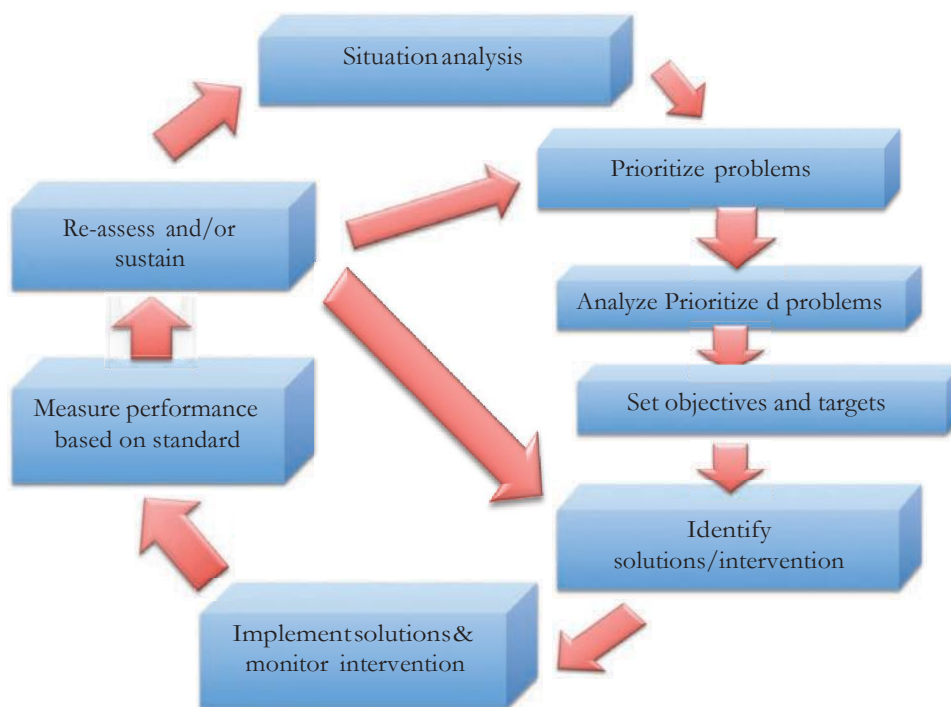 Situation analysis
Prioritize problems
Analyze Prioritize d problems
Set objectives and targets
Identify
solutions/intervention
Implement solutions &
monitor intervention
Measure performance
based on standard
Re-assess and/or
sustain